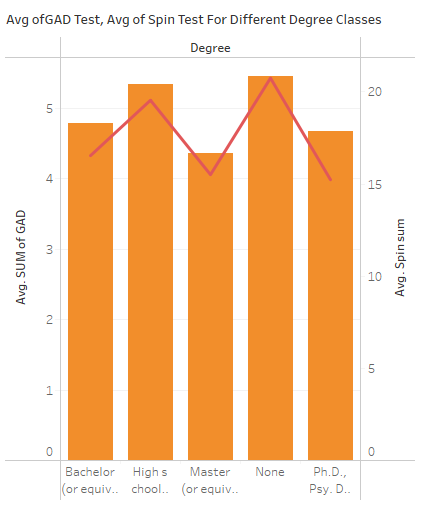 Avg ofGAD Test, Avg of Spin Test For Different Degree Classes
Degree
Avg. SUM of GAD
5
4
3
2
1
0
20
15
10
5
0
Avg. Spin sum
Bachelor
(or equiv..
High s
chool..
Master
(or equiv..
None
Ph.D.,
Psy. D..